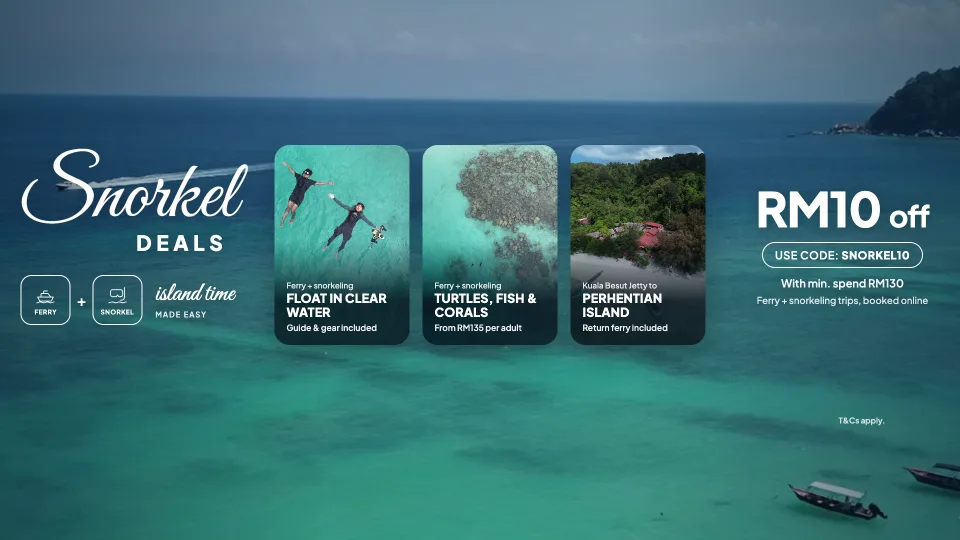 Snorkel
DEALS
FERRY + SNORKEL
island time
MADE EASY
Ferry + snorkeling
FLOAT IN CLEAR
WATER
Guide & gear included
Ferry + snorkeling
TURTLES, FISH &
CORALS
From RM135 per adult
Kuala Besut Jetty to
PERHENTIAN
ISLAND
Return ferry included
RM10 off
USE CODE: SNORKEL10
With min. spend RM130
Ferry + snorkeling trips, booked online
T&Cs apply.